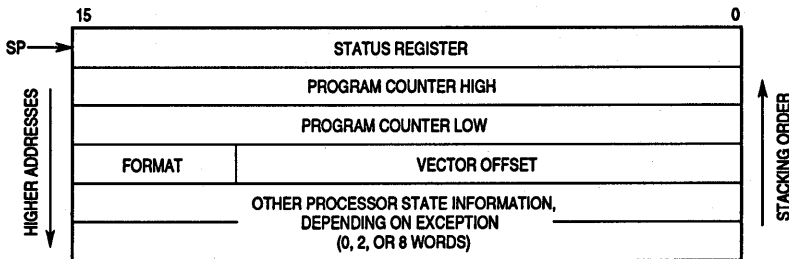 15 0
SP
STATUS REGISTER
PROGRAM COUNTER HIGH
PROGRAM COUNTER LOW
FORMAT VECTOR OFFSET
OTHER PROCESSOR STATE INFORMATION,
DEPENDING ON EXCEPTION
(0, 2, OR 8 WORDS)
HIGHER ADDRESSES
STACKING ORDER